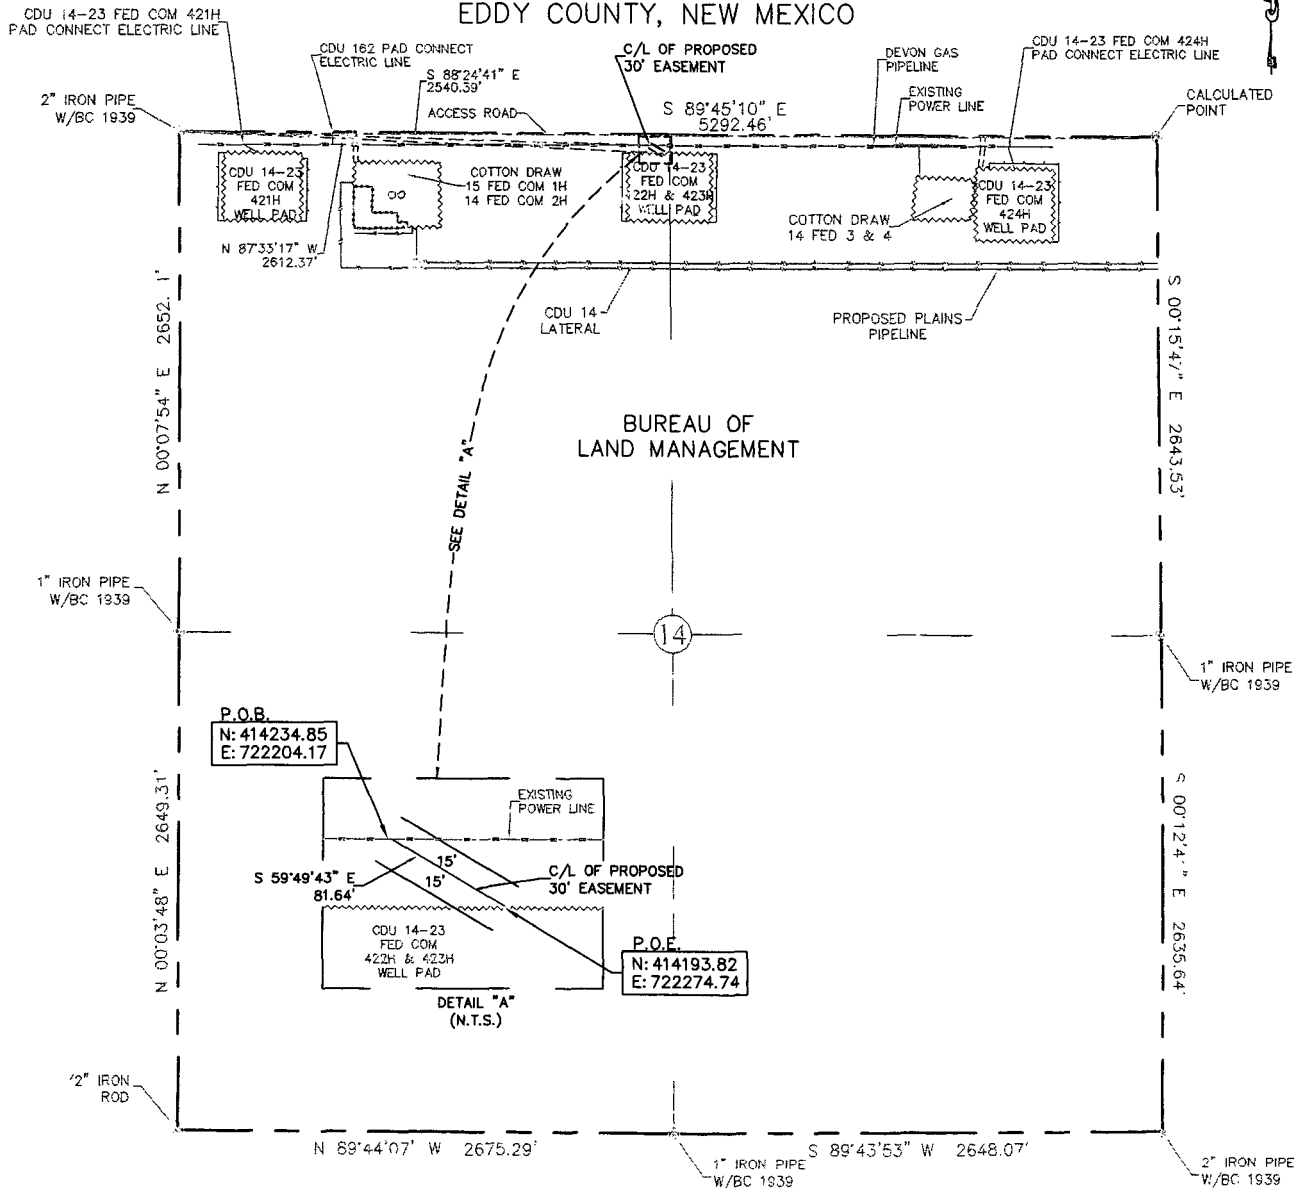 EDDY COUNTY, NEW MEXICO
CDU 14-23 FED COM 421H
PAD CONNECT ELECTRIC LINE
CDU 162 PAD CONNECT
ELECTRIC LINE
S 88°24'41" E
2540.39'
ACCESS ROAD
C/L OF PROPOSED
30' EASEMENT
S 89°45'10" E
5292.46'
DEVON GAS
PIPELINE
EXISTING
POWER LINE
CDU 14-23 FED COM 424H
PAD CONNECT ELECTRIC LINE
CALCULATED
POINT
2" IRON PIPE
W/BC 1939
CDU 14-23
FED COM
421H
WELL PAD
COTTON DRAW
15 FED COM 1H
14 FED COM 2H
CDU 14-23
FED COM
22H & 423H
WELL PAD
COTTON DRAW
14 FED 3 & 4
CDU 14-23
FED COM
424H
WELL PAD
N 87°33'17" W
2612.37'
CDU 14
LATERAL
PROPOSED PLAINS
PIPELINE
N 00°07'54" E 2652. 1'
S 00°15'47" E 2643.53'
BUREAU OF
LAND MANAGEMENT
SEE DETAIL "A"
1" IRON PIPE
W/BC 1939
14
1" IRON PIPE
W/BC 1939
P.O.B.
N: 414234.85
E: 722204.17
EXISTING
POWER LINE
S 59°49'43" E
81.64'
15'
15'
C/L OF PROPOSED
30' EASEMENT
CDU 14-23
FED COM
422H & 423H
WELL PAD
P.O.E.
N: 414193.82
E: 722274.74
DETAIL "A"
(N.T.S.)
N 00°03'48" E 2649.31'
S 00°12'4 " E 2635.64'
/2" IRON
ROD
N 89°44'07" W 2675.29'
1" IRON PIPE
W/BC 1939
S 89°43'53" W 2648.07'
2" IRON PIPE
W/BC 1939